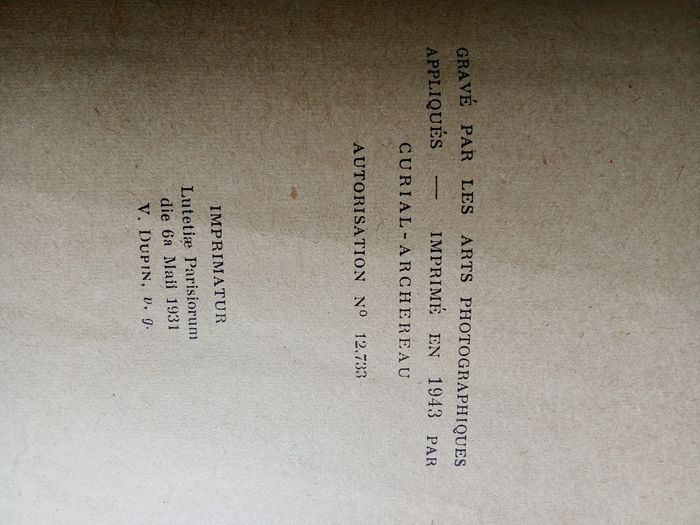 GRAVÉ PAR LES ARTS PHOTOGRAPHIQUES
APPLIQUÉS — IMPRIMÉ EN 1943 PAR
CURIAL-ARCHEREAU
AUTORISATION Nº 12.733
IMPRIMATUR
Lutetiæ Parisiorum
die 6a Maii 1931
V. DUPIN, v. g.